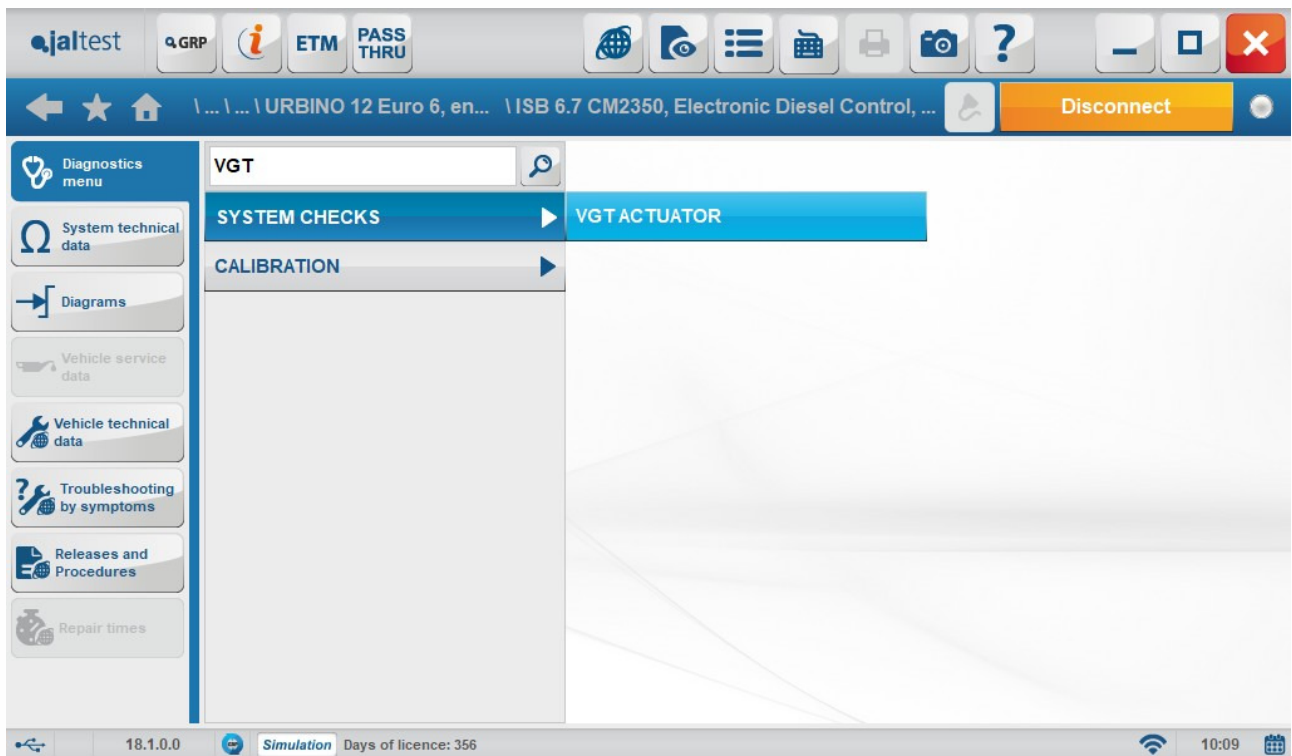 jaltest
GRP
i
ETM
PASS
THRU
?
\ ... \ ... \ URBINO 12 Euro 6, en... \ ISB 6.7 CM2350, Electronic Diesel Control, ...
Disconnect
Diagnostics
menu
System technical
data
Diagrams
Vehicle service
data
Vehicle technical
data
Troubleshooting
by symptoms
Releases and
Procedures
Repair times
VGT
SYSTEM CHECKS
VGT ACTUATOR
CALIBRATION
18.1.0.0
Simulation
Days of licence: 356
10:09